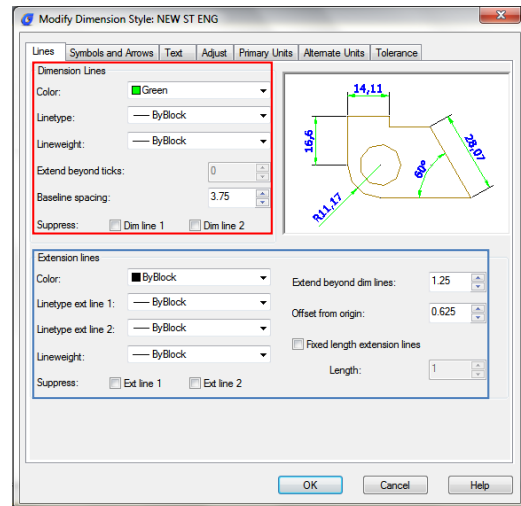 Modify Dimension Style: NEW ST ENG
Lines Symbols and Arrows Text Adjust Primary Units Alternate Units Tolerance
Dimension Lines
Color: Green
Linetype: ByBlock
Lineweight: ByBlock
Extend beyond ticks: 0
Baseline spacing: 3.75
Suppress: Dim line 1 Dim line 2
14,11
16,6
28,07
60°
R11,17
Extension lines
Color: ByBlock
Linetype ext line 1: ByBlock
Linetype ext line 2: ByBlock
Lineweight: ByBlock
Suppress: Ext line 1 Ext line 2
Extend beyond dim lines: 1.25
Offset from origin: 0.625
Fixed length extension lines
Length: 1
OK Cancel Help